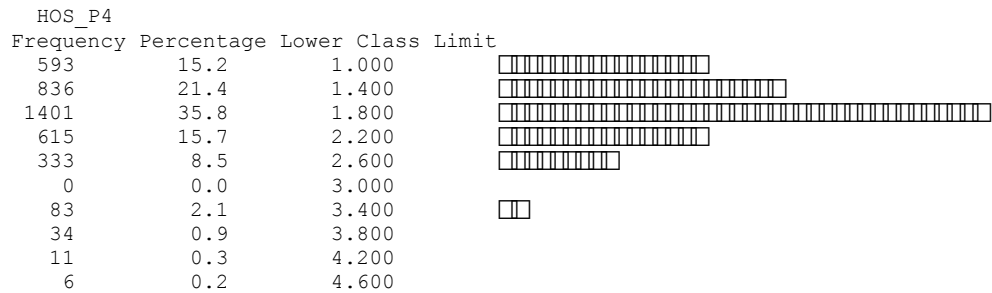 HOS_P4
Frequency Percentage Lower Class Limit
593 15.2 1.000
836 21.4 1.400
1401 35.8 1.800
615 15.7 2.200
333 8.5 2.600
0 0.0 3.000
83 2.1 3.400
34 0.9 3.800
11 0.3 4.200
6 0.2 4.600